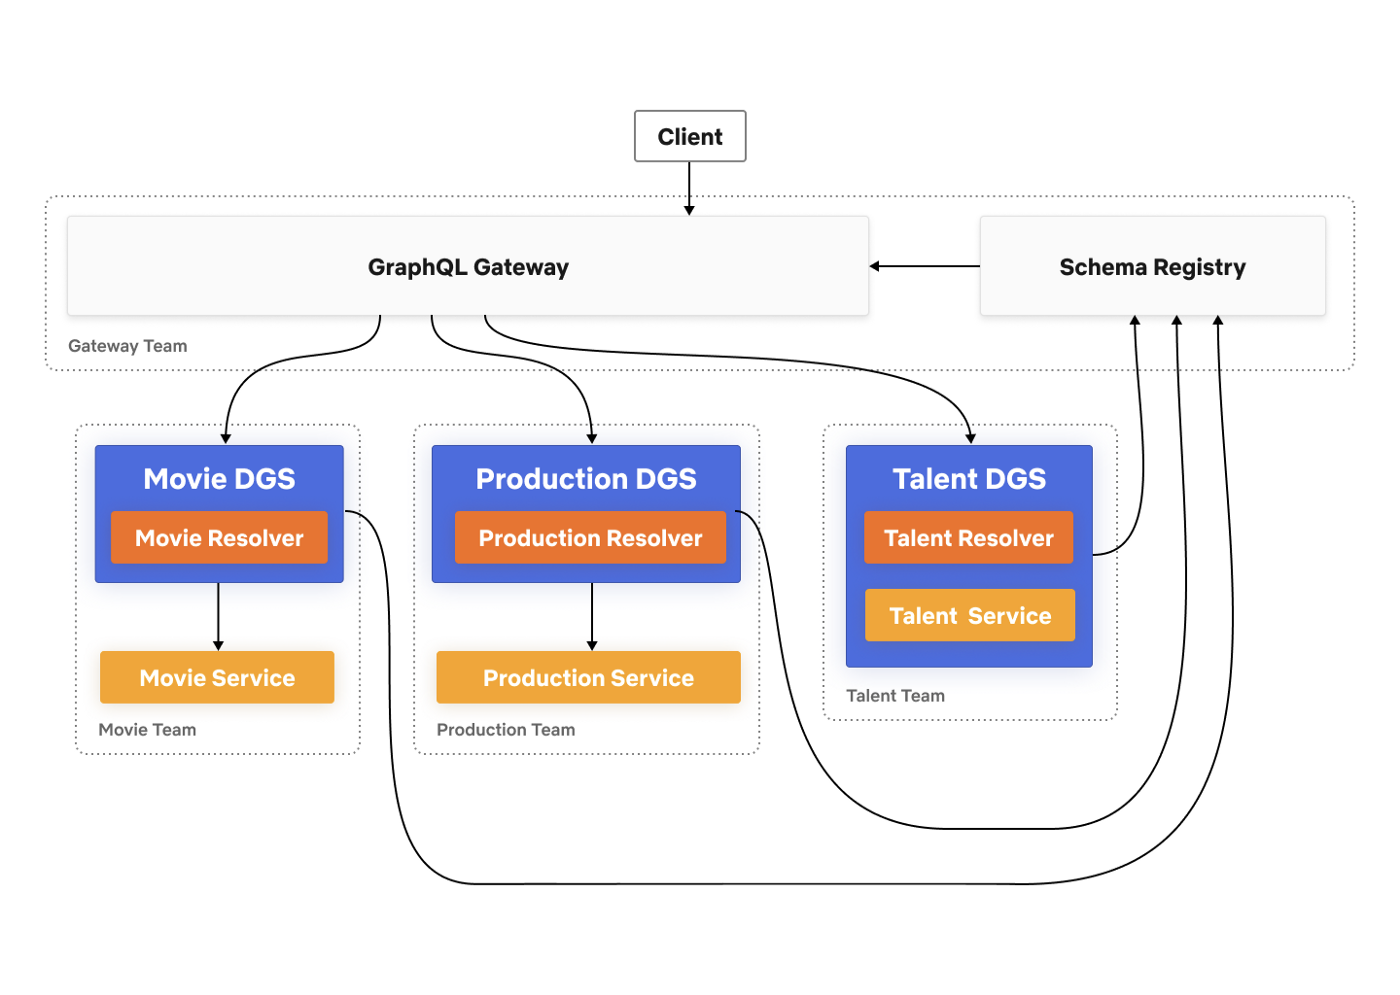 Client
GraphQL Gateway
Schema Registry
Gateway Team
Movie DGS
Movie Resolver
Movie Service
Movie Team
Production DGS
Production Resolver
Production Service
Production Team
Talent DGS
Talent Resolver
Talent Service
Talent Team